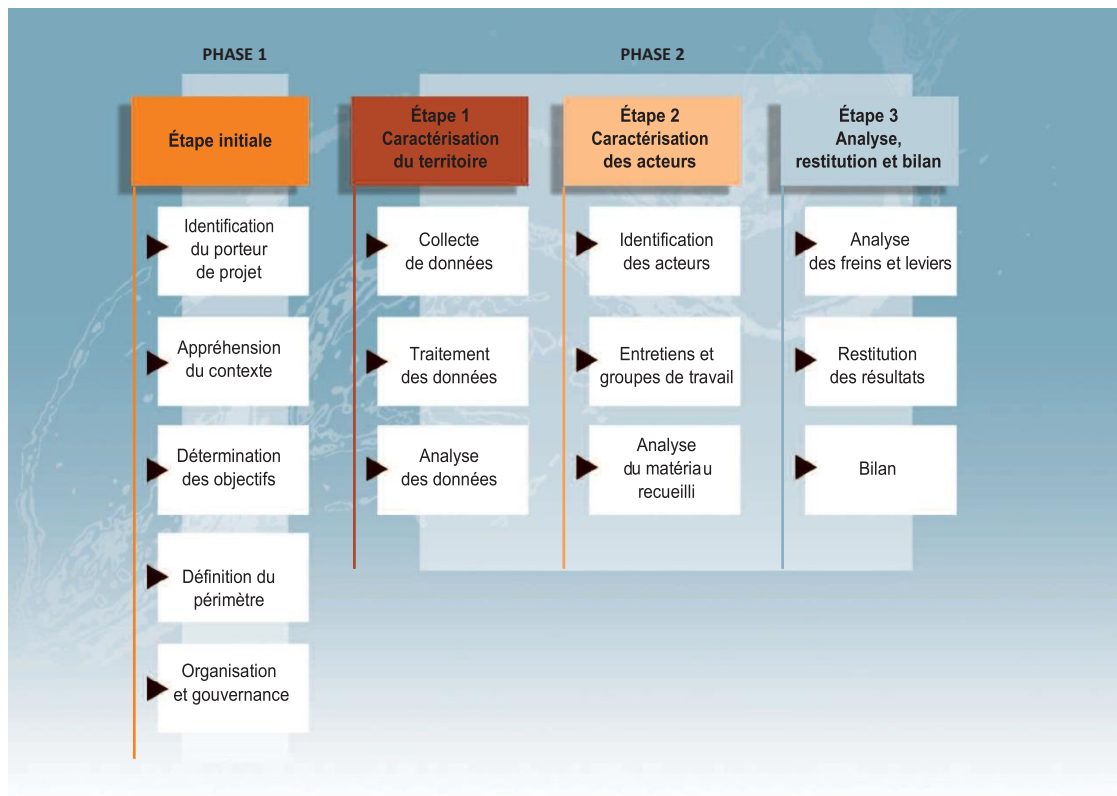 PHASE 1
PHASE 2
Étape initiale
Identification
du porteur
de projet
Appréhension
du contexte
Détermination
des objectifs
Définition du
périmètre
Organisation
et gouvernance
Étape 1
Caractérisation
du territoire
Collecte
de données
Traitement
des données
Analyse
des données
Étape 2
Caractérisation
des acteurs
Identification
des acteurs
Entretiens et
groupes de travail
Analyse
du matériau
recueilli
Étape 3
Analyse,
restitution et bilan
Analyse
des freins et leviers
Restitution
des résultats
Bilan